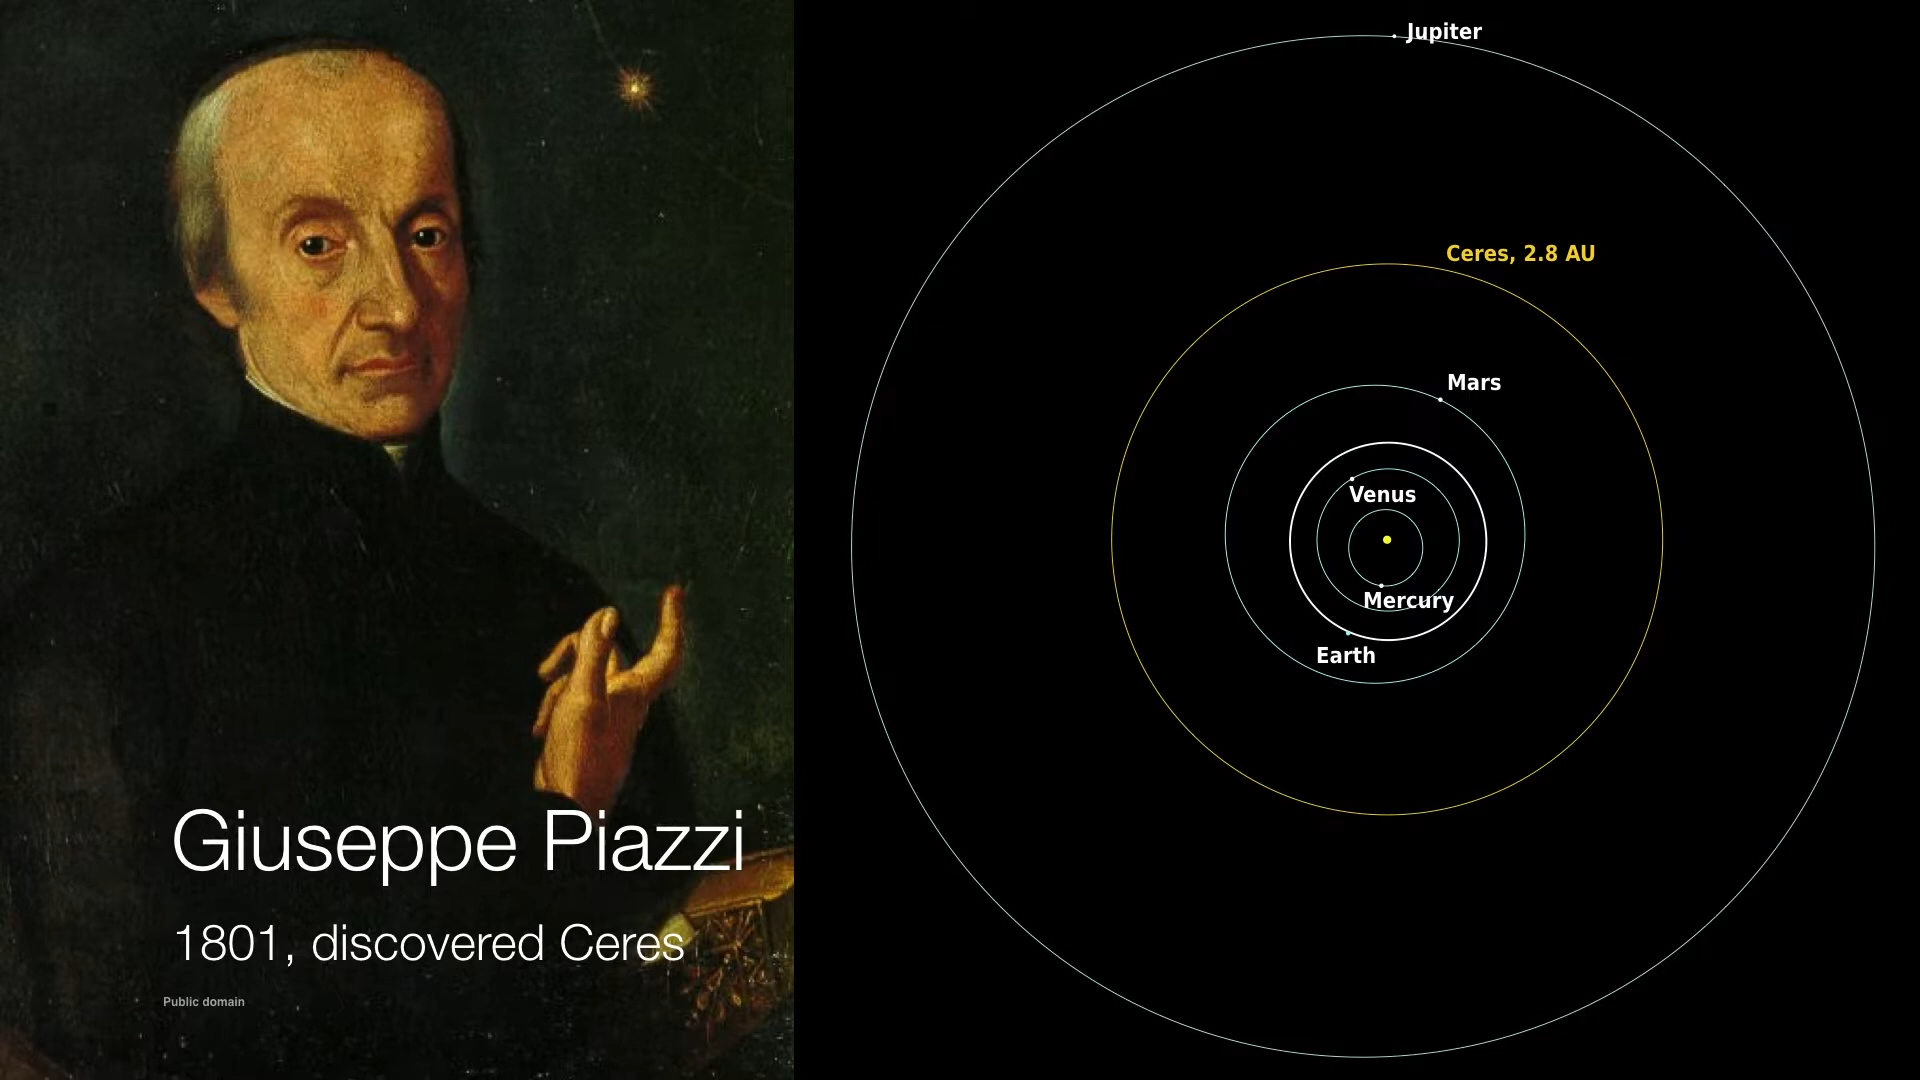 Giuseppe Piazzi
1801, discovered Ceres
Public domain
Jupiter
Ceres, 2.8 AU
Mars
Venus
Mercury
Earth